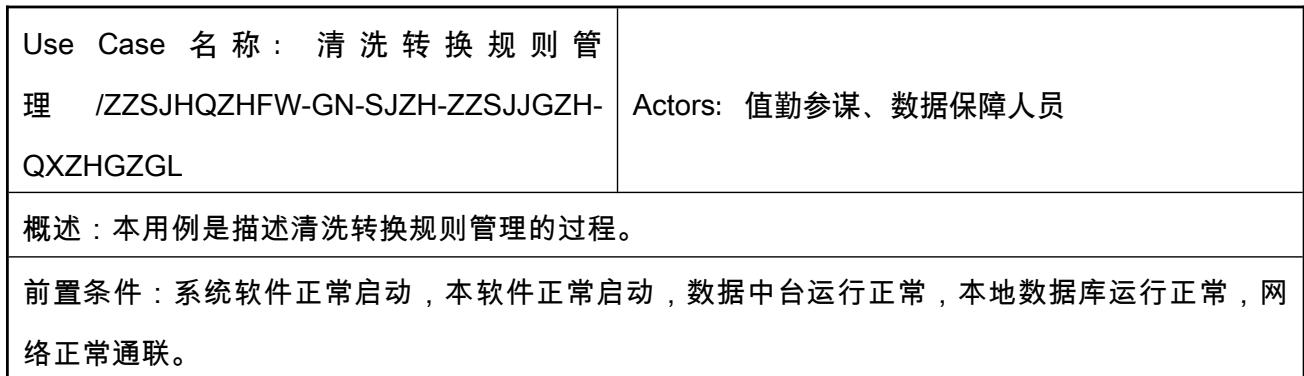 Use Case 名称: 清洗转换规则管
理 /ZZSJHQZHFW-GN-SJZH-ZZSJJGZH-
QXZHGZGL
Actors: 值勤参谋、数据保障人员
概述：本用例是描述清洗转换规则管理的过程。
前置条件：系统软件正常启动，本软件正常启动，数据中台运行正常，本地数据库运行正常，网
络正常通联。